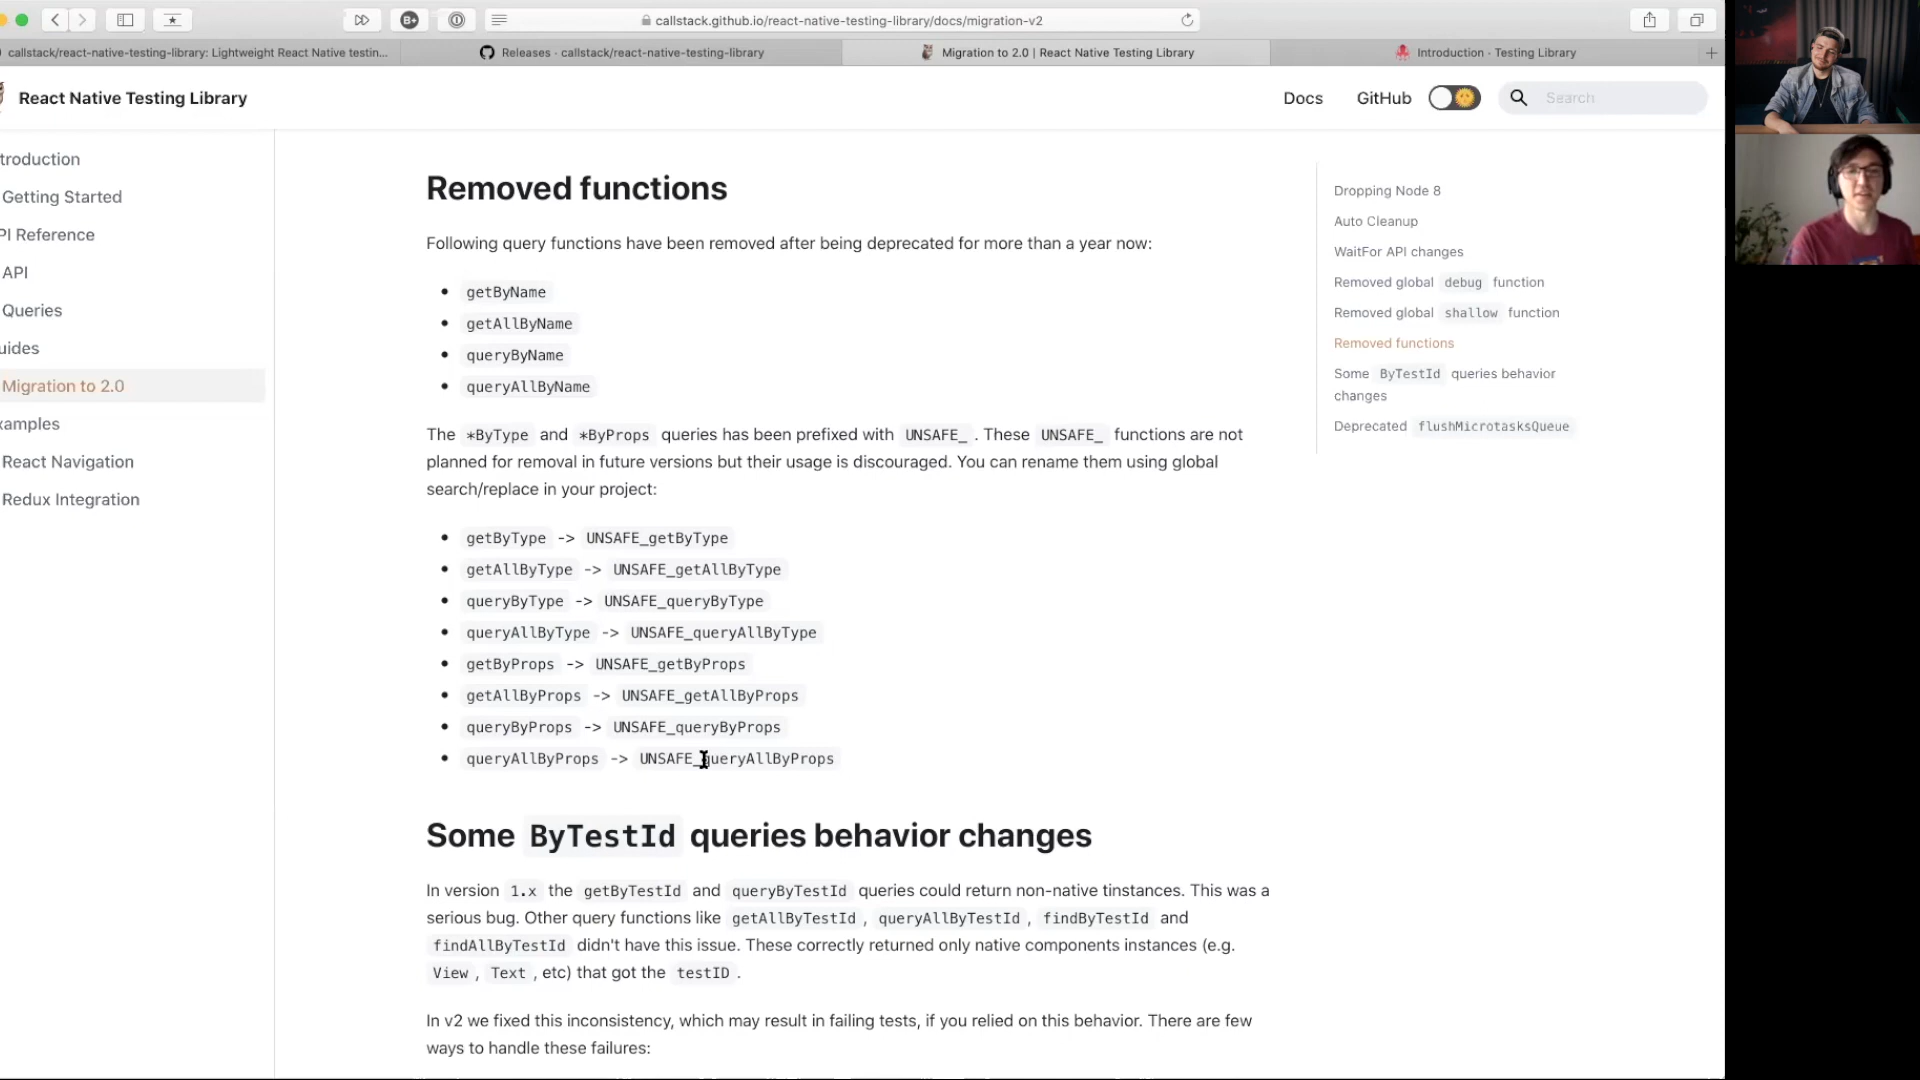 callstack.github.io/react-native-testing-library/docs/migration-v2
callstack/react-native-testing-library: Lightweight React Native testin...
Releases · callstack/react-native-testing-library
Migration to 2.0 | React Native Testing Library
Introduction · Testing Library
React Native Testing Library
Docs
GitHub
Search
troduction
Getting Started
PI Reference
API
Queries
uides
Migration to 2.0
xamples
React Navigation
Redux Integration
Removed functions
Following query functions have been removed after being deprecated for more than a year now:
getByName
getAllByName
queryByName
queryAllByName
The *ByType and *ByProps queries has been prefixed with UNSAFE_ . These UNSAFE_ functions are not
planned for removal in future versions but their usage is discouraged. You can rename them using global
search/replace in your project:
getByType -> UNSAFE_getByType
getAllByType -> UNSAFE_getAllByType
queryByType -> UNSAFE_queryByType
queryAllByType -> UNSAFE_queryAllByType
getByProps -> UNSAFE_getByProps
getAllByProps -> UNSAFE_getAllByProps
queryByProps -> UNSAFE_queryByProps
queryAllByProps -> UNSAFE_queryAllByProps
Some ByTestId queries behavior changes
In version 1.x the getByTestId and queryByTestId queries could return non-native tinstances. This was a
serious bug. Other query functions like getAllByTestId , queryAllByTestId , findByTestId and
findAllByTestId didn't have this issue. These correctly returned only native components instances (e.g.
View , Text , etc) that got the testID .
In v2 we fixed this inconsistency, which may result in failing tests, if you relied on this behavior. There are few
ways to handle these failures:
Dropping Node 8
Auto Cleanup
WaitFor API changes
Removed global debug function
Removed global shallow function
Removed functions
Some ByTestId queries behavior
changes
Deprecated flushMicrotasksQueue